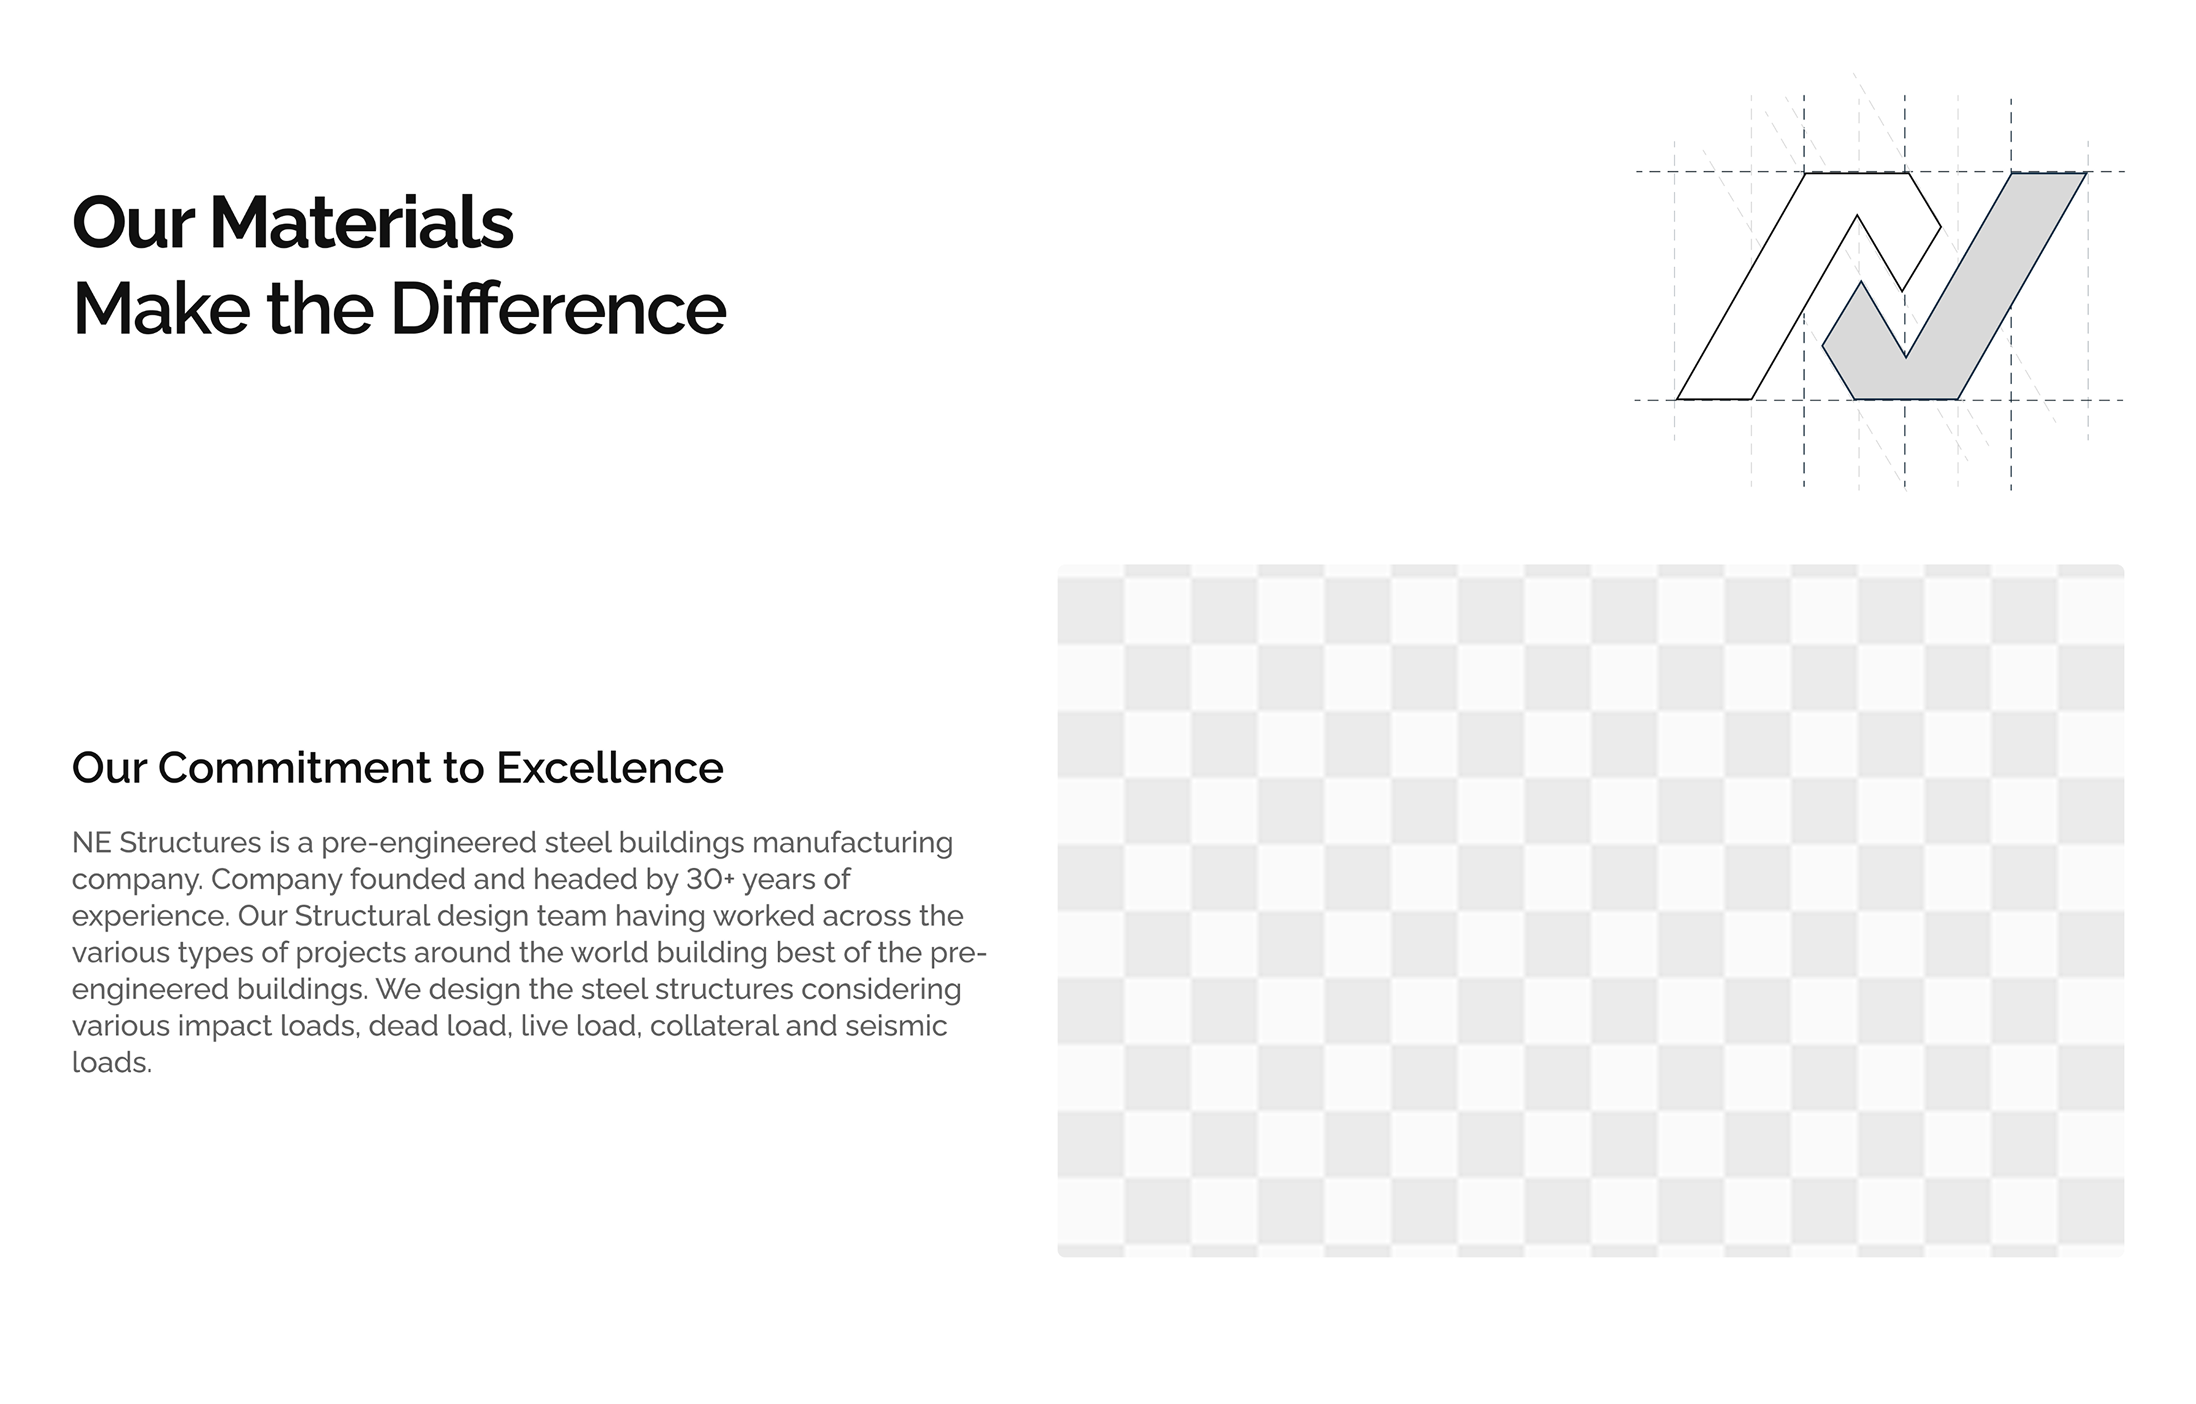 Our Materials
Make the Difference
Our Commitment to Excellence
NE Structures is a pre-engineered steel buildings manufacturing
company. Company founded and headed by 30+ years of
experience. Our Structural design team having worked across the
various types of projects around the world building best of the pre-
engineered buildings. We design the steel structures considering
various impact loads, dead load, live load, collateral and seismic
loads.